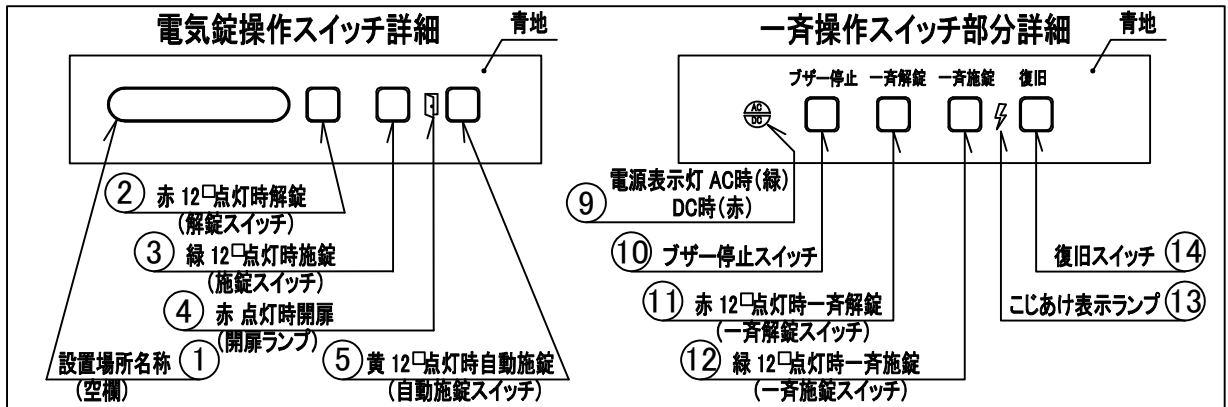 電気錠操作スイッチ詳細
青地
② 赤 12□点灯時解錠
(解錠スイッチ)
③ 緑 12□点灯時施錠
(施錠スイッチ)
④ 赤 点灯時開扉
(開扉ランプ)
設置場所名称 ①
(空欄)
⑤ 黄 12□点灯時自動施錠
(自動施錠スイッチ)
一斉操作スイッチ部分詳細
青地
ブザー停止 一斉解錠 一斉施錠 復旧
AC
DC
⑨ 電源表示灯 AC時(緑)
DC時(赤)
⑩ ブザー停止スイッチ
復旧スイッチ ⑭
⑪ 赤 12□点灯時一斉解錠
(一斉解錠スイッチ)
こじあけ表示ランプ ⑬
⑫ 緑 12□点灯時一斉施錠
(一斉施錠スイッチ)